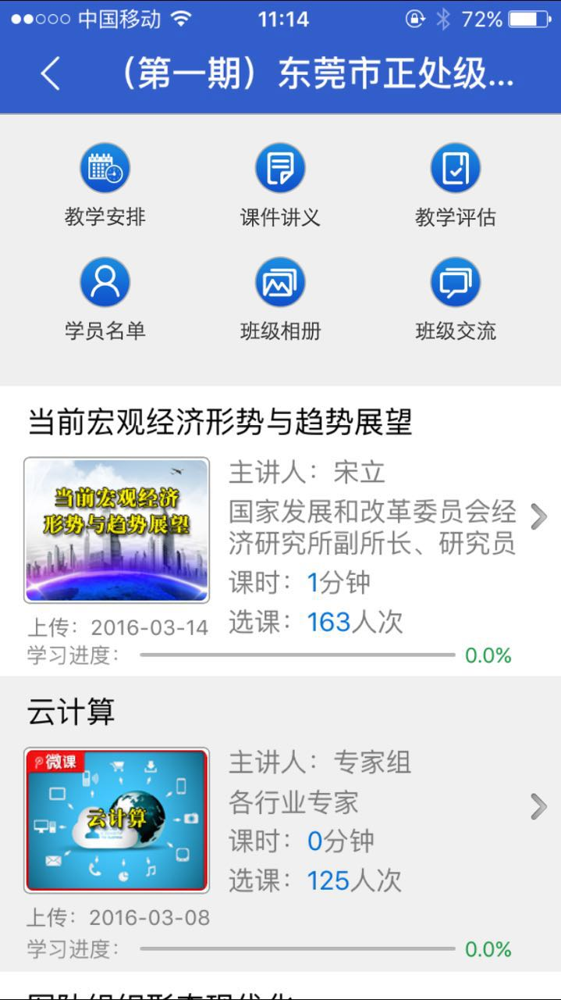 中国移动 11:14 72%
（第一期）东莞市正处级...
教学安排 课件讲义 教学评估
学员名单 班级相册 班级交流
当前宏观经济形势与趋势展望
当前宏观经济
形势与趋势展望
主讲人：宋立
国家发展和改革委员会经
济研究所副所长、研究员
课时：1分钟
选课：163人次
上传：2016-03-14
学习进度： 0.0%
云计算
微课
云计算
主讲人：专家组
各行业专家
课时：0分钟
选课：125人次
上传：2016-03-08
学习进度： 0.0%